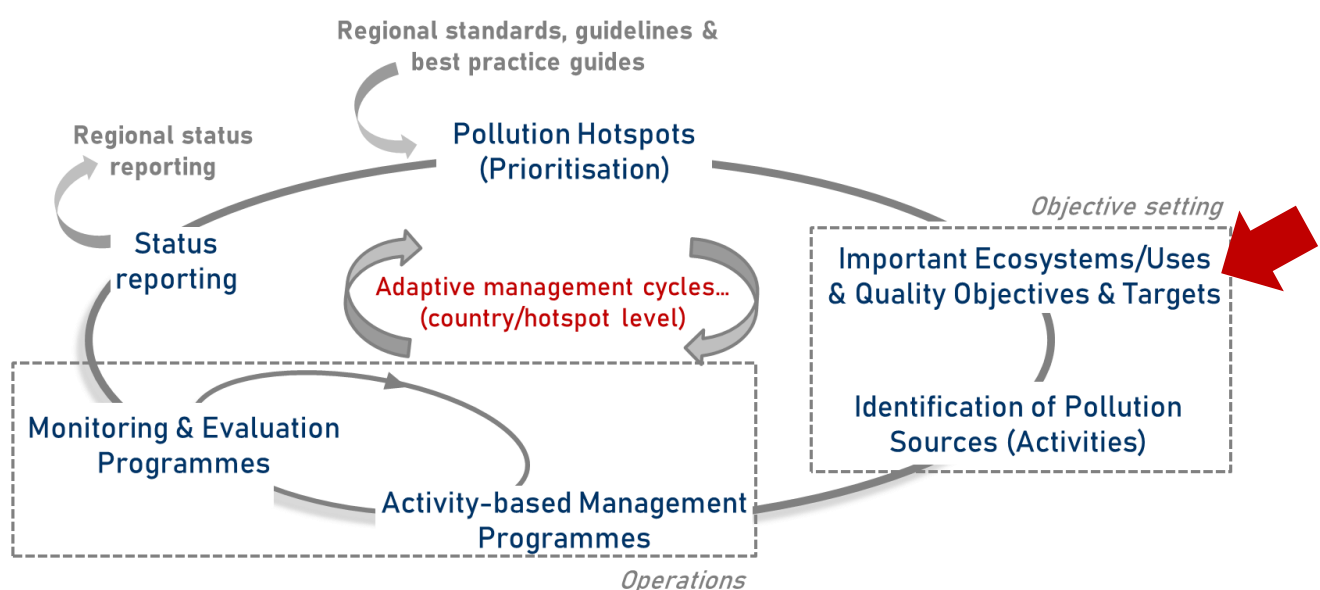 Regional standards, guidelines &
best practice guides
Regional status
reporting
Pollution Hotspots
(Prioritisation)
Objective setting
Status
reporting
Important Ecosystems/Uses
& Quality Objectives & Targets
Adaptive management cycles...
(country/hotspot level)
Identification of Pollution
Sources (Activities)
Monitoring & Evaluation
Programmes
Activity-based Management
Programmes
Operations